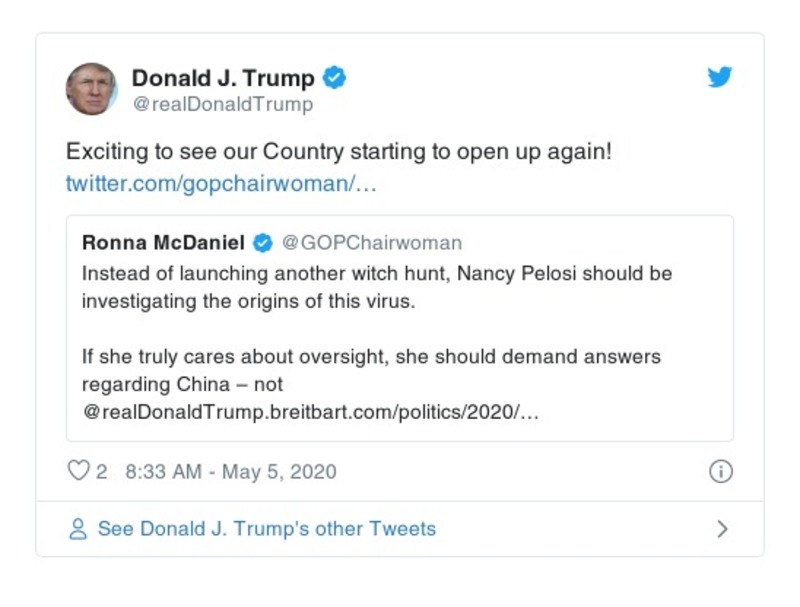 Donald J. Trump
@realDonaldTrump
Exciting to see our Country starting to open up again!
twitter.com/gopchairwoman/…
Ronna McDaniel @GOPChairwoman
Instead of launching another witch hunt, Nancy Pelosi should be
investigating the origins of this virus.
If she truly cares about oversight, she should demand answers
regarding China – not
@realDonaldTrump.breitbart.com/politics/2020/…
2 8:33 AM - May 5, 2020
See Donald J. Trump's other Tweets